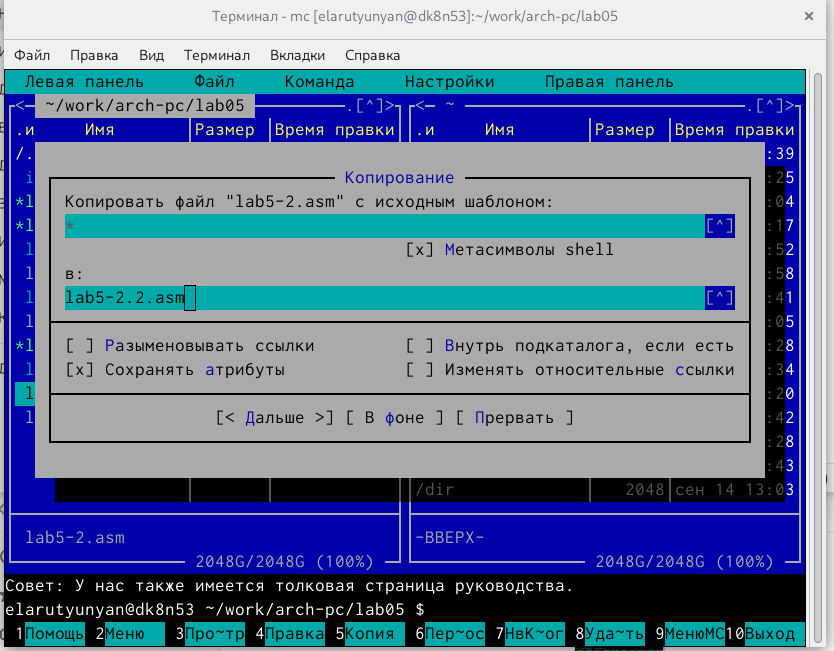 Терминал - mc [elarutyunyan@dk8n53]:~/work/arch-pc/lab05
Файл Правка Вид Терминал Вкладки Справка
Левая панель Файл Команда Настройки Правая панель
<- ~/work/arch-pc/lab05 .[^]> <- ~ .[^]>
.и Имя Размер Время правки .и Имя Размер Время правки
/. :39
i Копирование :25
*l Копировать файл "lab5-2.asm" с исходным шаблоном: :04
*l * [^] :17
l [x] Метасимволы shell :52
l в: :58
l lab5-2.2.asm [^] :41
l :05
*l [ ] Разыменовывать ссылки [ ] Внутрь подкаталога, если есть :28
l [x] Сохранять атрибуты [ ] Изменять относительные ссылки :34
l :20
l [< Дальше >] [ В фоне ] [ Прервать ] :42
:28
:43
/dir 2048 сен 14 13:03
lab5-2.asm -ВВЕРХ-
2048G/2048G (100%) 2048G/2048G (100%)
Совет: У нас также имеется толковая страница руководства.
elarutyunyan@dk8n53 ~/work/arch-pc/lab05 $
1Помощь 2Меню 3Про~тр 4Правка 5Копия 6Пер~ос 7НвК~ог 8Уда~ть 9МенюMC 10Выход